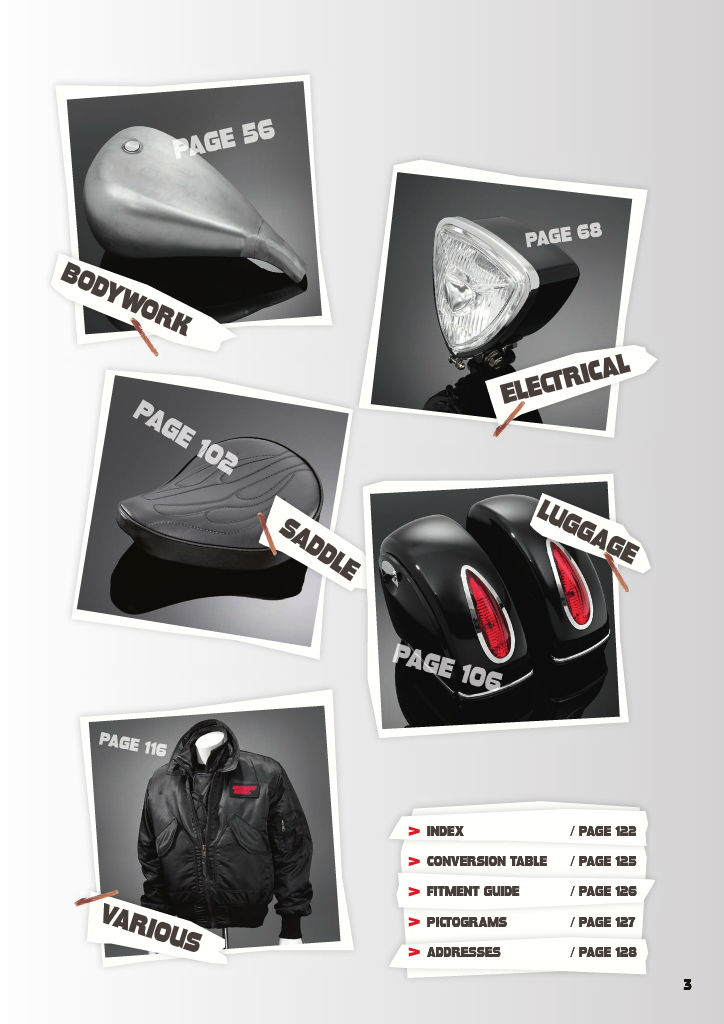 PAGE 56
BODYWORK
PAGE 68
ELECTRICAL
PAGE 102
SADDLE
LUGGAGE
PAGE 106
PAGE 116
VARIOUS
> INDEX / PAGE 122
> CONVERSION TABLE / PAGE 125
> FITMENT GUIDE / PAGE 126
> PICTOGRAMS / PAGE 127
> ADDRESSES / PAGE 128
3